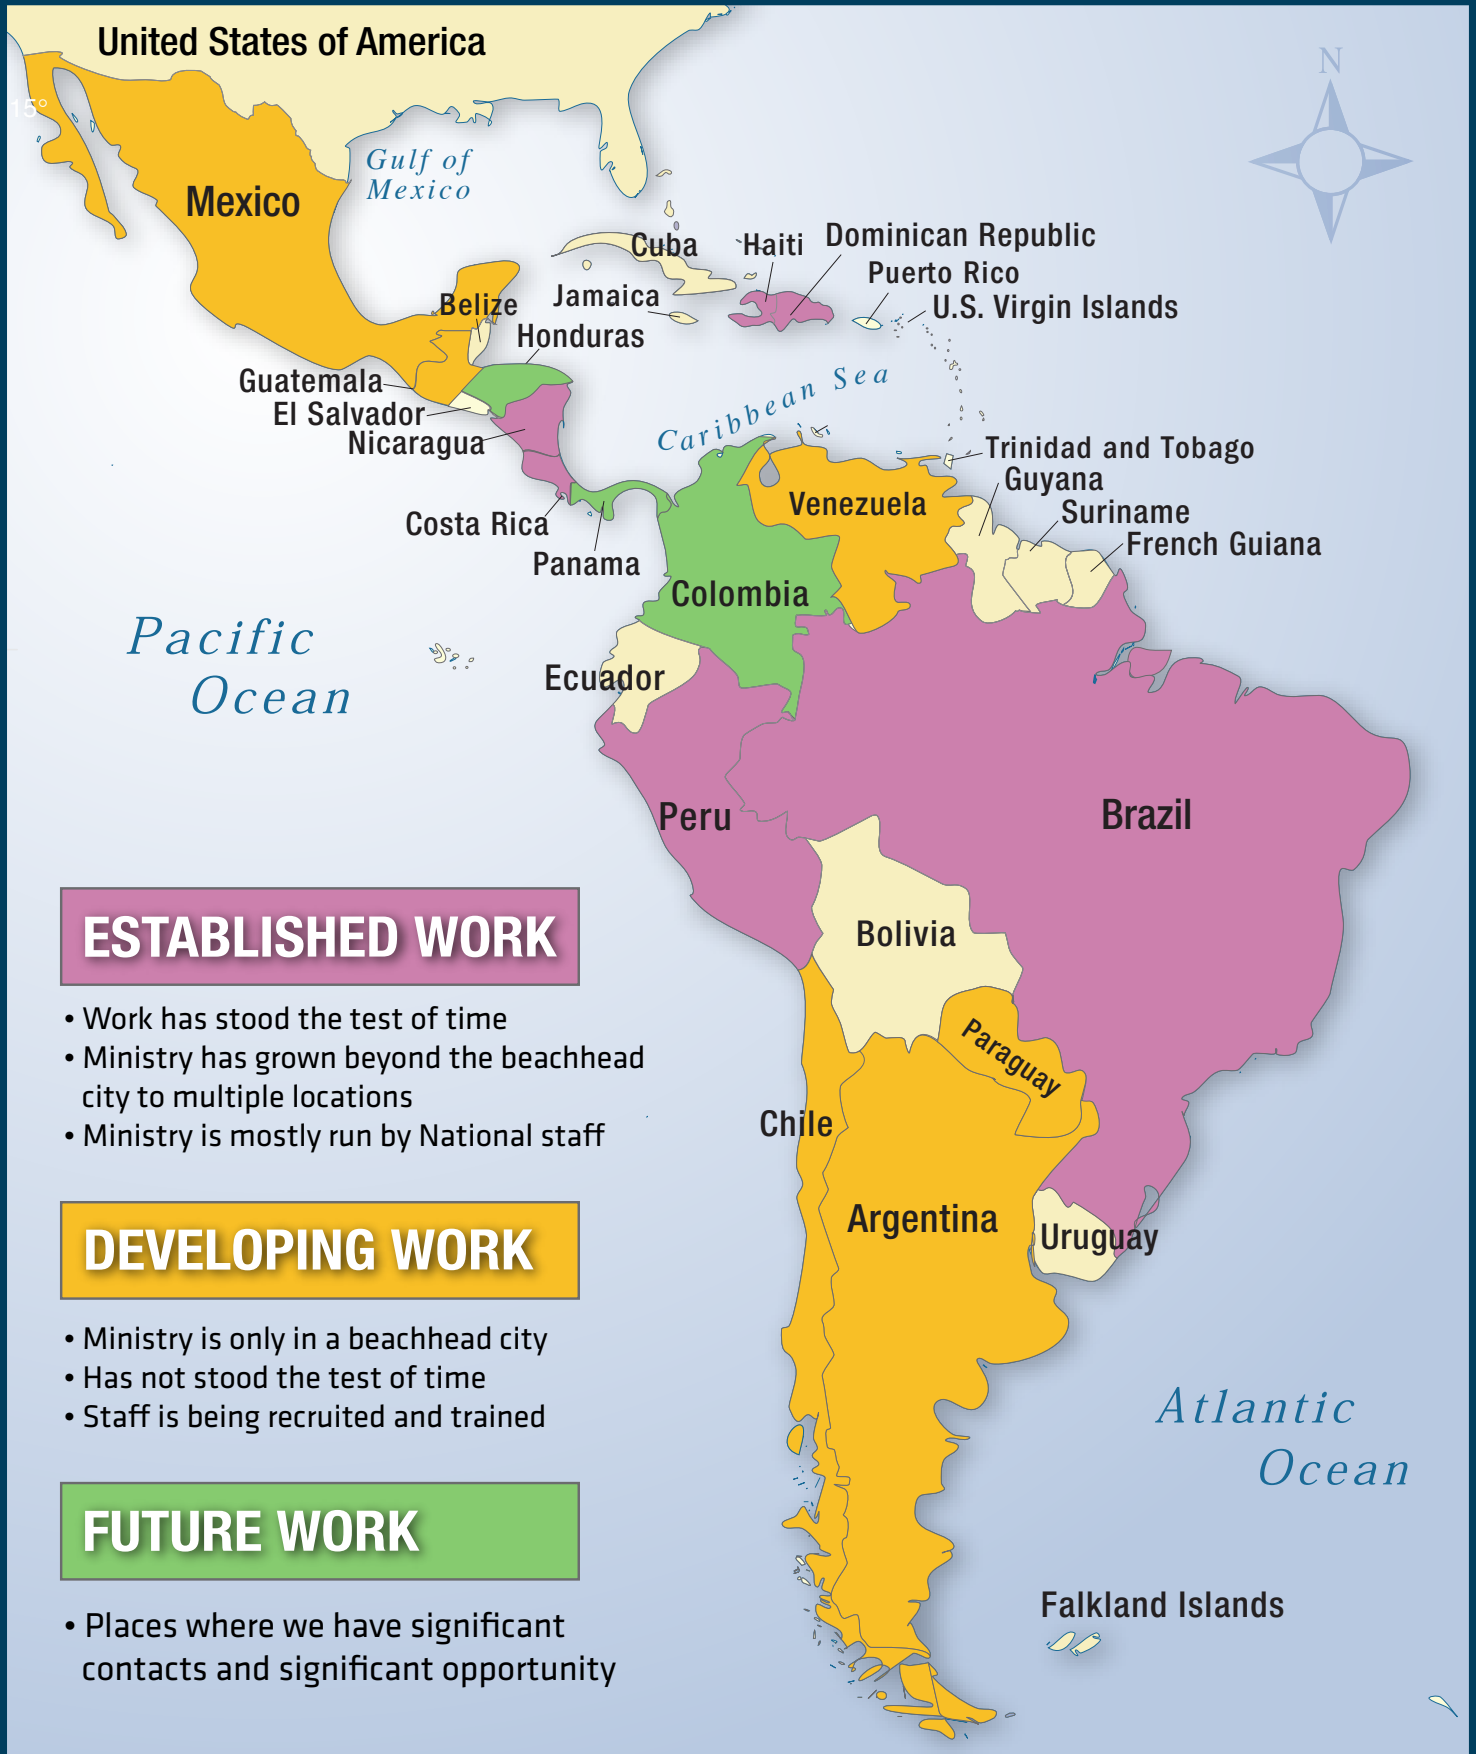 United States of America
N
15°
Gulf of
Mexico
Mexico
Cuba
Haiti
Dominican Republic
Puerto Rico
U.S. Virgin Islands
Jamaica
Belize
Honduras
Guatemala
El Salvador
Nicaragua
Caribbean Sea
Trinidad and Tobago
Guyana
Suriname
French Guiana
Venezuela
Costa Rica
Panama
Colombia
Pacific
Ocean
Ecuador
Peru
Brazil
Bolivia
Paraguay
Chile
Argentina
Uruguay
ESTABLISHED WORK
• Work has stood the test of time
• Ministry has grown beyond the beachhead
city to multiple locations
• Ministry is mostly run by National staff
DEVELOPING WORK
• Ministry is only in a beachhead city
• Has not stood the test of time
• Staff is being recruited and trained
FUTURE WORK
• Places where we have significant
contacts and significant opportunity
Atlantic
Ocean
Falkland Islands